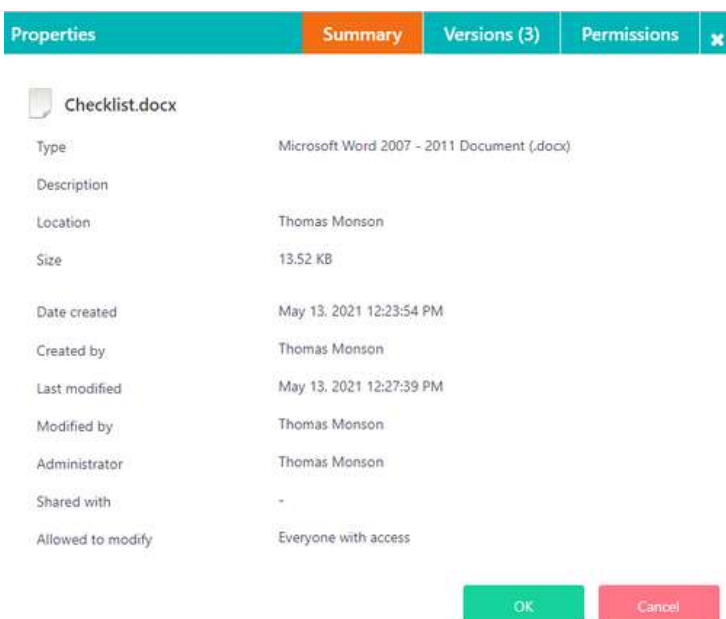 Properties Summary Versions (3) Permissions ×
Checklist.docx
Type Microsoft Word 2007 - 2011 Document (.docx)
Description
Location Thomas Monson
Size 13.52 KB
Date created May 13, 2021 12:23:54 PM
Created by Thomas Monson
Last modified May 13, 2021 12:27:39 PM
Modified by Thomas Monson
Administrator Thomas Monson
Shared with -
Allowed to modify Everyone with access
OK Cancel